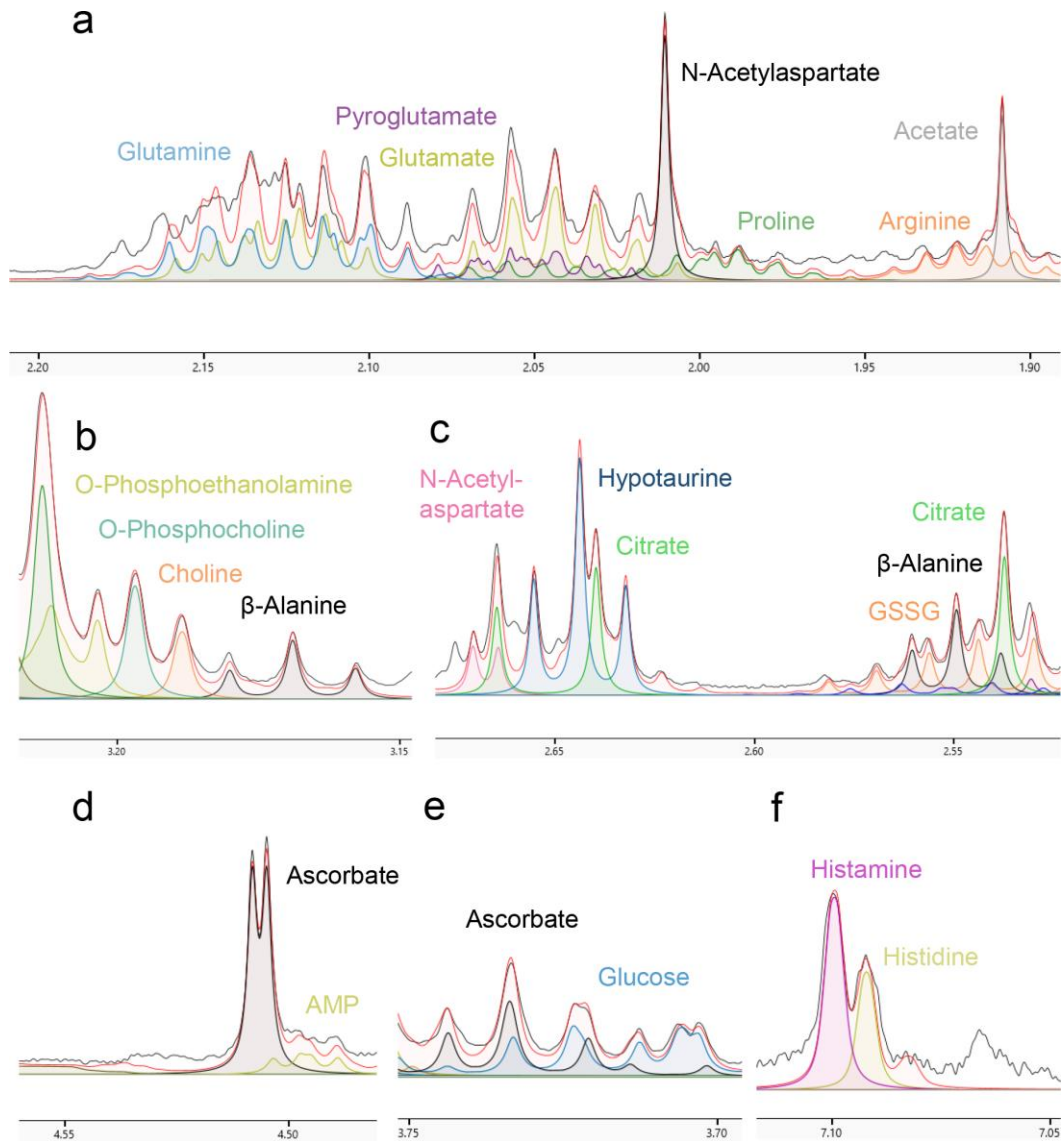 a
N-Acetylaspartate
Pyroglutamate
Acetate
Glutamine
Glutamate
Proline
Arginine
2.20 2.15 2.10 2.05 2.00 1.95 1.90
b
c
O-Phosphoethanolamine
O-Phosphocholine
Choline
β-Alanine
3.20 3.15
N-Acetyl-
aspartate
Hypotaurine
Citrate
Citrate
β-Alanine
GSSG
2.65 2.60 2.55
d
e
f
Ascorbate
AMP
4.55 4.50
Ascorbate
Glucose
3.75 3.70
Histamine
Histidine
7.10 7.05